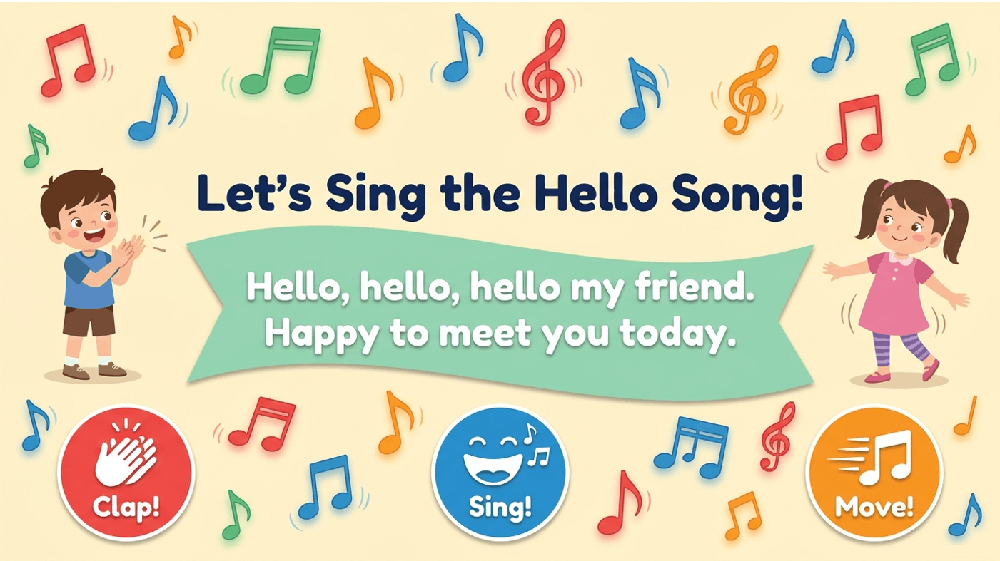 Let's Sing the Hello Song!
Hello, hello, hello my friend.
Happy to meet you today.
Clap!
Sing!
Move!